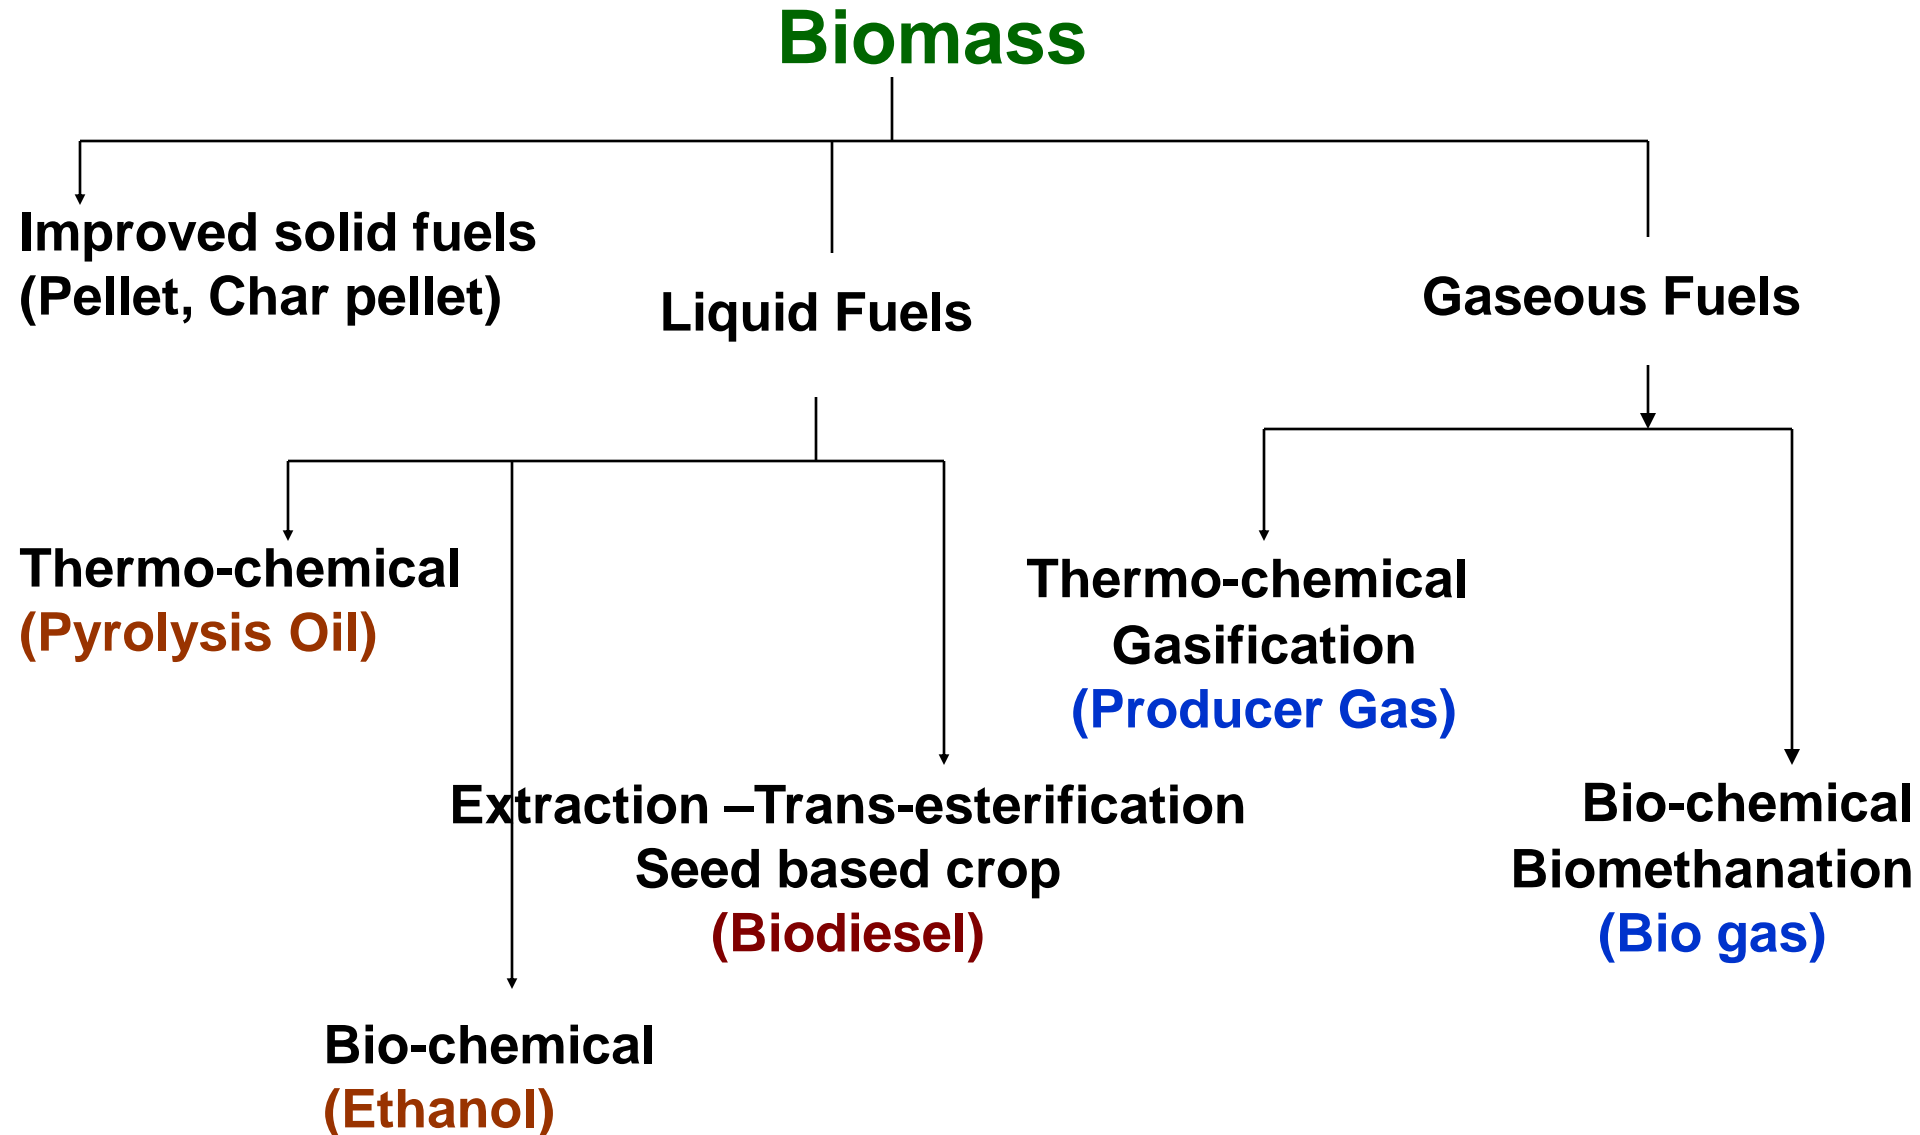 Biomass
Improved solid fuels
(Pellet, Char pellet)
Liquid Fuels
Gaseous Fuels
Thermo-chemical
(Pyrolysis Oil)
Thermo-chemical
Gasification
(Producer Gas)
Extraction –Trans-esterification
Seed based crop
(Biodiesel)
Bio-chemical
Biomethanation
(Bio gas)
Bio-chemical
(Ethanol)